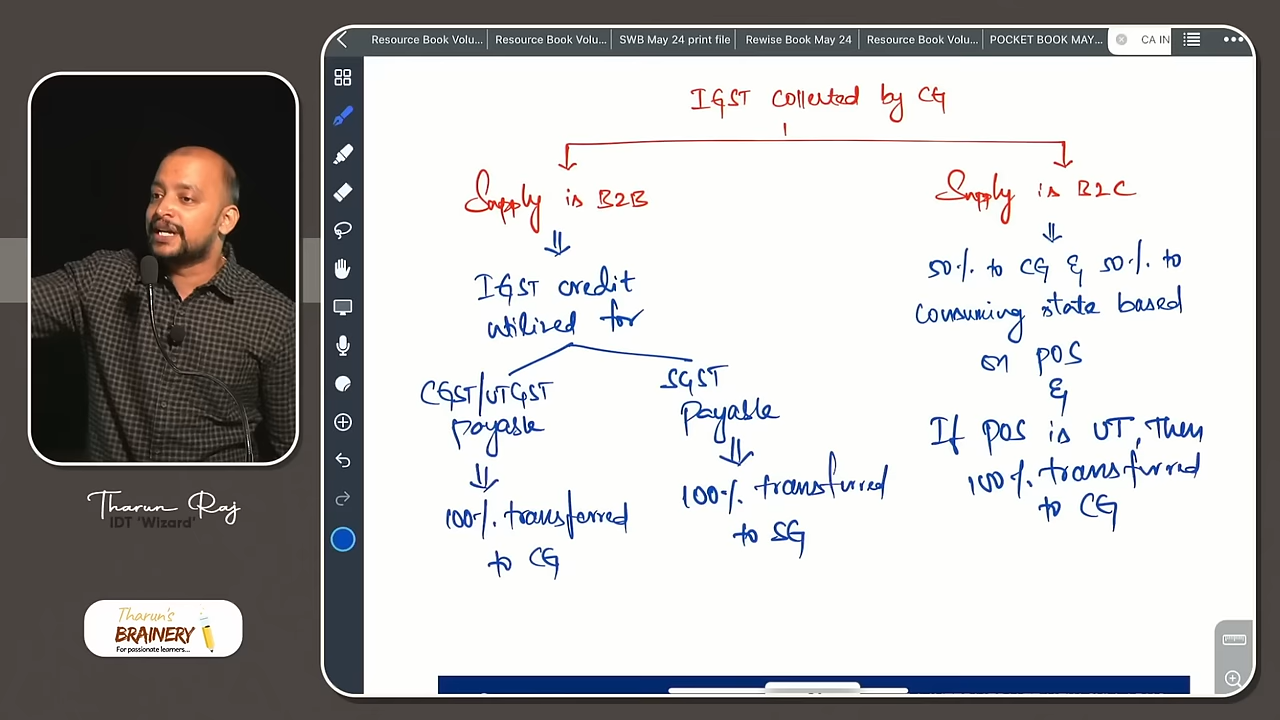 Resource Book Volu...
Resource Book Volu...
SWB May 24 print file
Rewise Book May 24
Resource Book Volu...
POCKET BOOK MAY...
CA IN
IGST collected by CG
Supply is B2B
IGST credit
utilized for
CGST/UTGST
payable
100% transferred
to CG
SGST
payable
100% transferred
to SG
Supply is B2C
50% to CG & 50% to
consuming state based
on POS
&
If POS is UT, Then
100% transferred
to CG
Tharun Raj
IDT 'Wizard'
Tharun's
BRAINERY
For passionate learners...